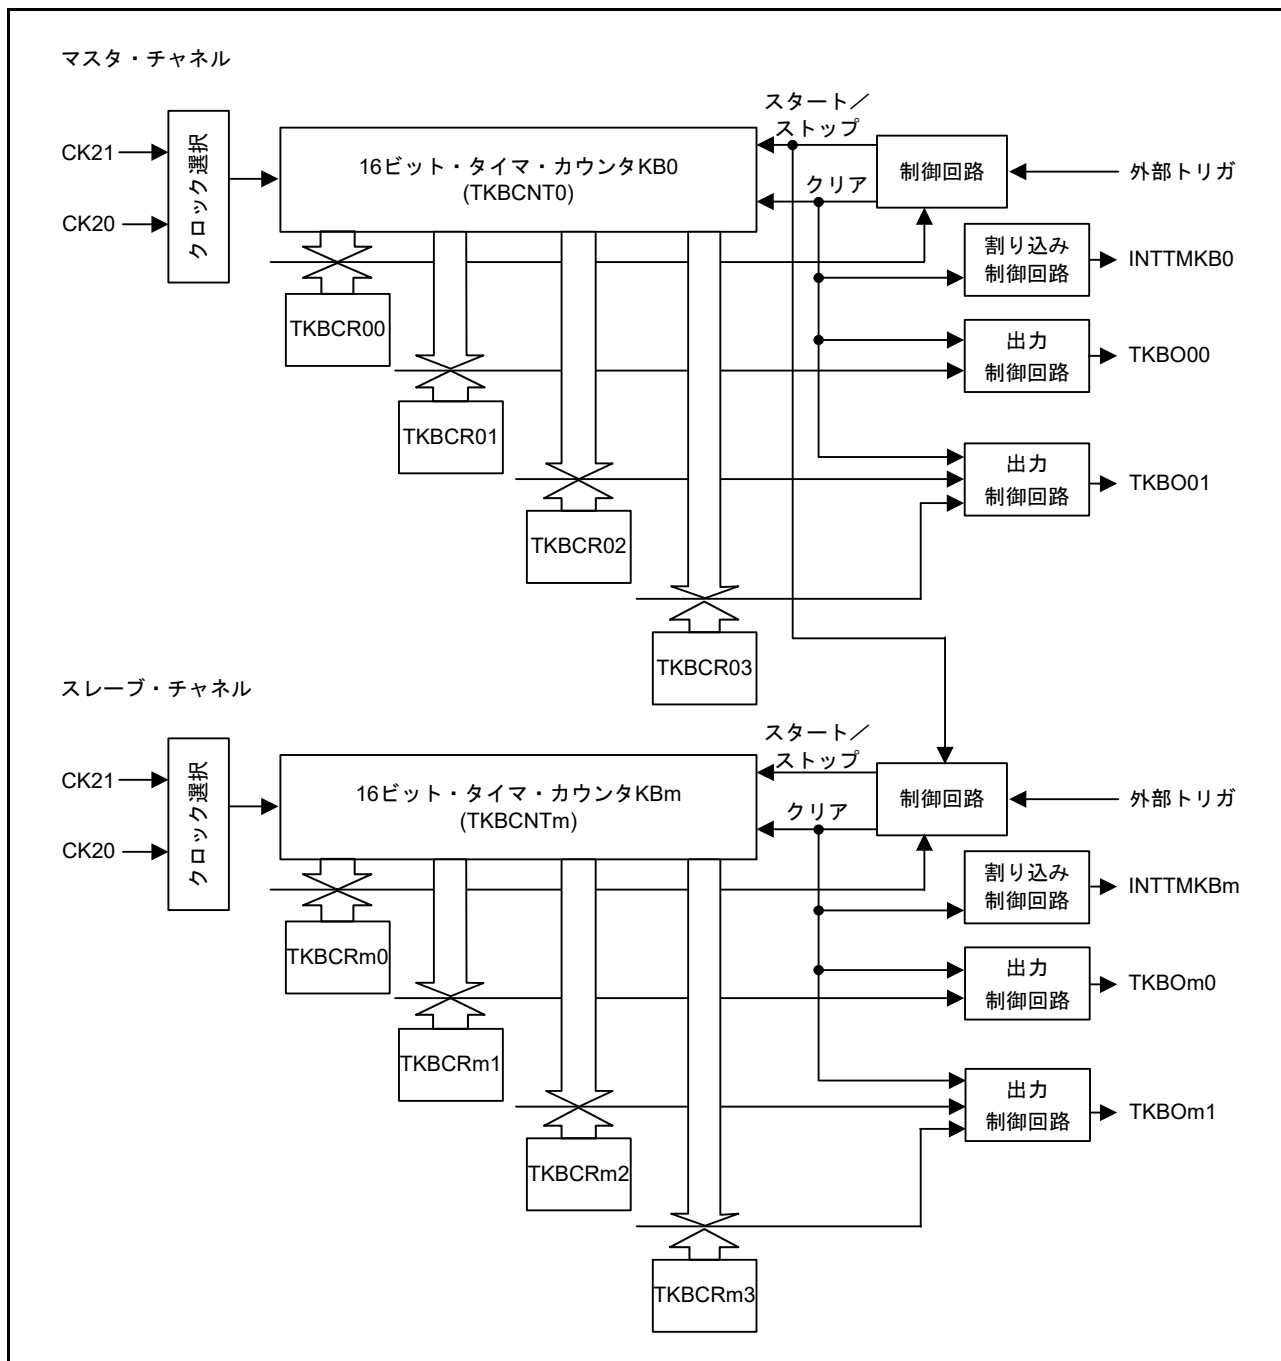 マスタ・チャネル
CK21
CK20
クロック選択
16ビット・タイマ・カウンタKB0
(TKBCNT0)
スタート／
ストップ
クリア
制御回路
外部トリガ
割り込み
制御回路
INTTMKB0
TKBCR00
出力
制御回路
TKBO00
TKBCR01
出力
制御回路
TKBO01
TKBCR02
TKBCR03
スレーブ・チャネル
CK21
CK20
クロック選択
16ビット・タイマ・カウンタKBm
(TKBCNTm)
スタート／
ストップ
クリア
制御回路
外部トリガ
割り込み
制御回路
INTTMKBm
TKBCRm0
出力
制御回路
TKBOm0
TKBCRm1
出力
制御回路
TKBOm1
TKBCRm2
TKBCRm3